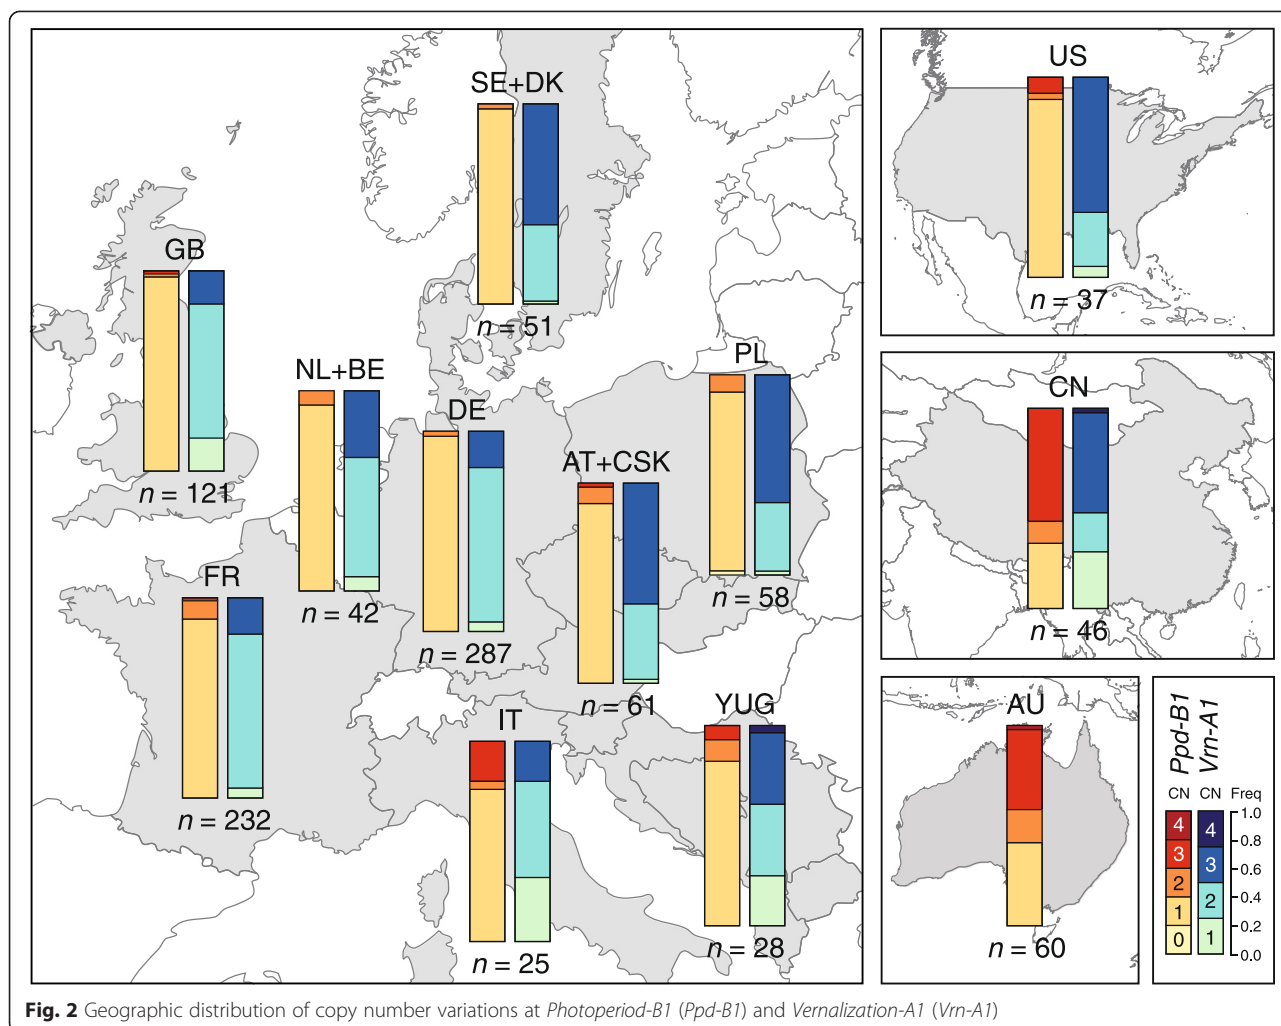 SE+DK
n = 51
GB
n = 121
NL+BE
n = 42
DE
n = 287
PL
n = 58
AT+CSK
n = 61
FR
n = 232
IT
n = 25
YUG
n = 28
US
n = 37
CN
n = 46
AU
n = 60
Ppd-B1
Vrn-A1
CN CN Freq
4 4 1.0
3 3 0.8
2 2 0.6
1 1 0.4
0 0.2
0.0
Fig. 2 Geographic distribution of copy number variations at Photoperiod-B1 (Ppd-B1) and Vernalization-A1 (Vrn-A1)